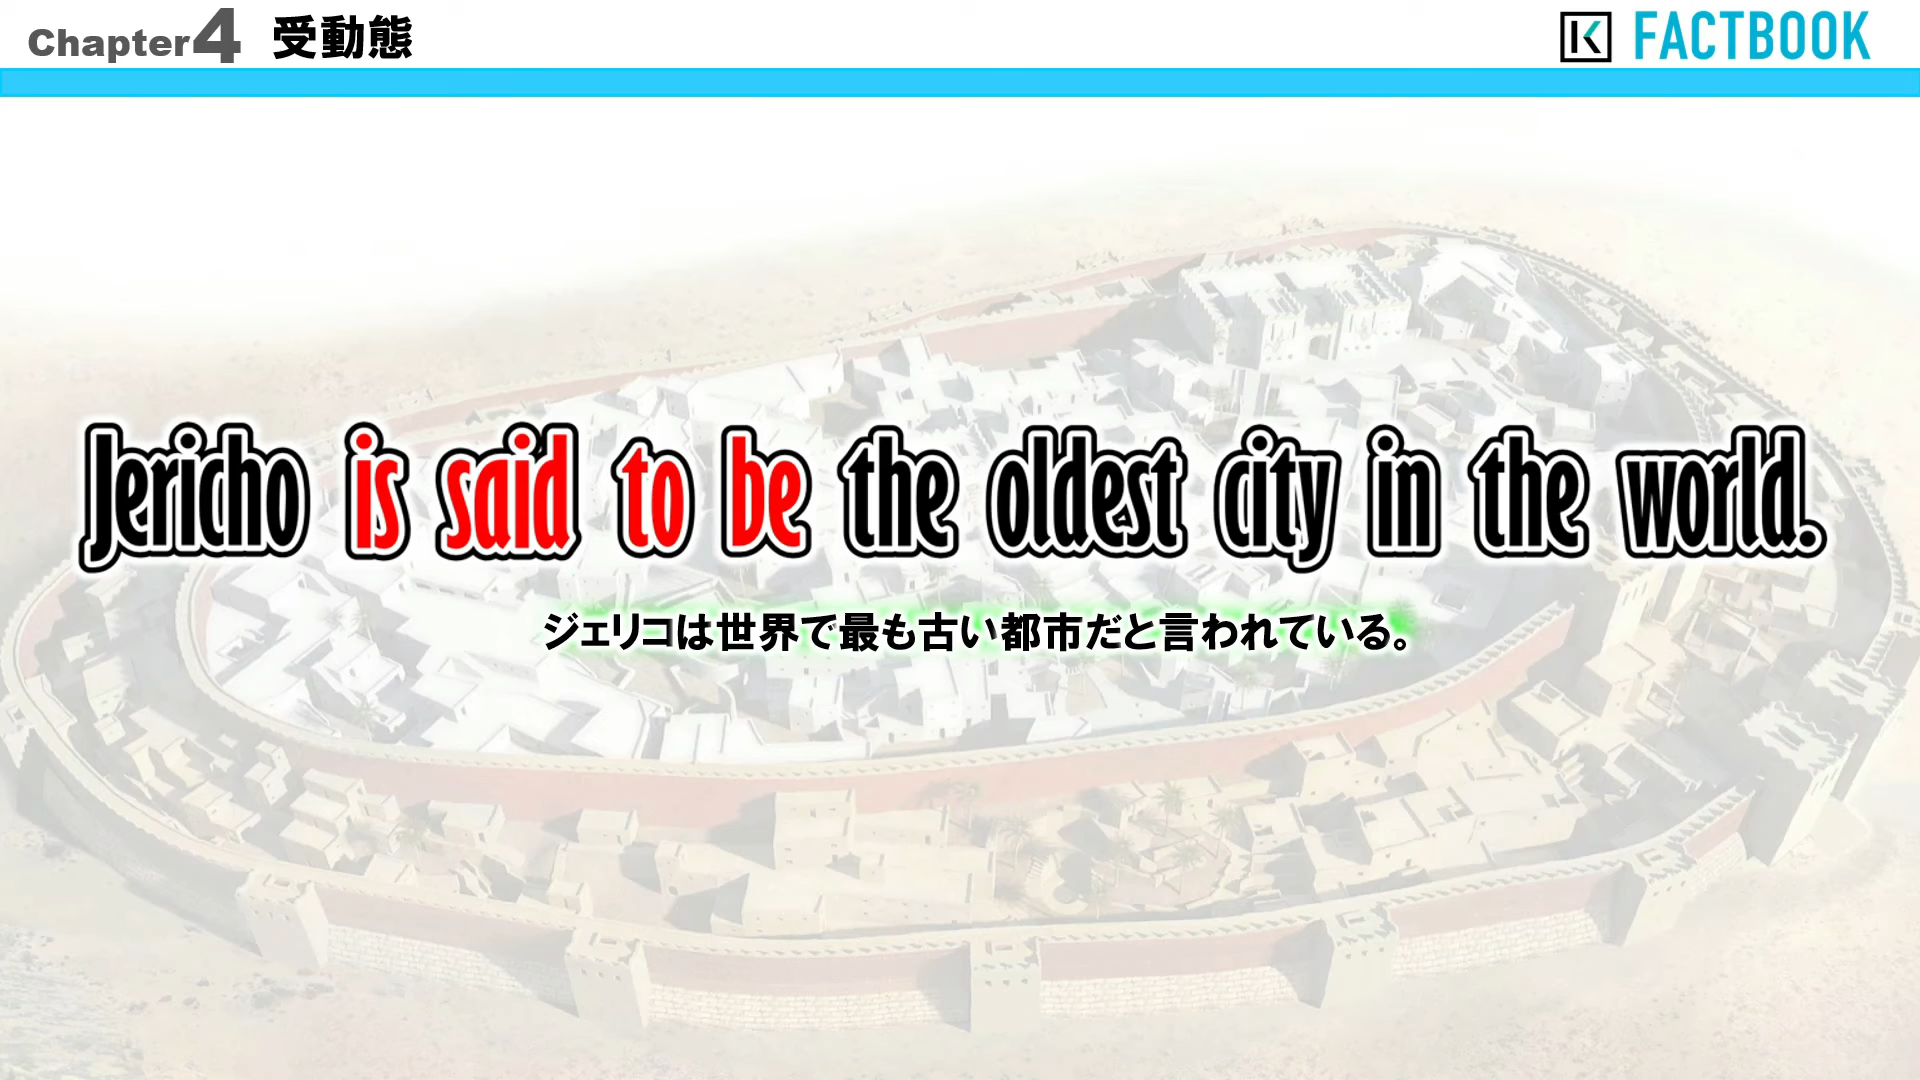 Chapter4 受動態
K FACTBOOK
Jericho is said to be the oldest city in the world.
ジェリコは世界で最も古い都市だと言われている。